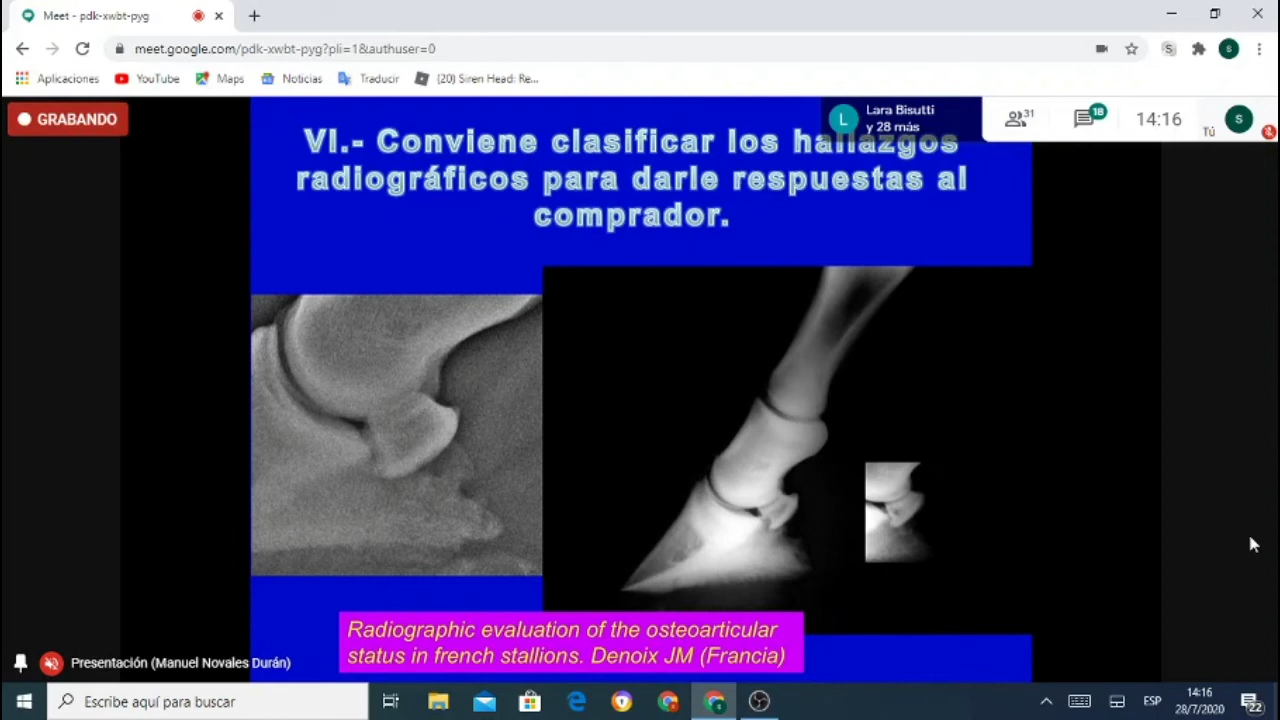 Meet - pdk-xwbt-pyg
meet.google.com/pdk-xwbt-pyg?pli=1&authuser=0
Aplicaciones
YouTube
Maps
Noticias
Traducir
(20) Siren Head: Re...
GRABANDO
L
Lara Bisutti
y 28 más
31
18
14:16
Tú
S
VI.- Conviene clasificar los hallazgos
radiográficos para darle respuestas al
comprador.
Radiographic evaluation of the osteoarticular
status in french stallions. Denoix JM (Francia)
Presentación (Manuel Novales Durán)
Escribe aquí para buscar
ESP
14:16
28/7/2020
22